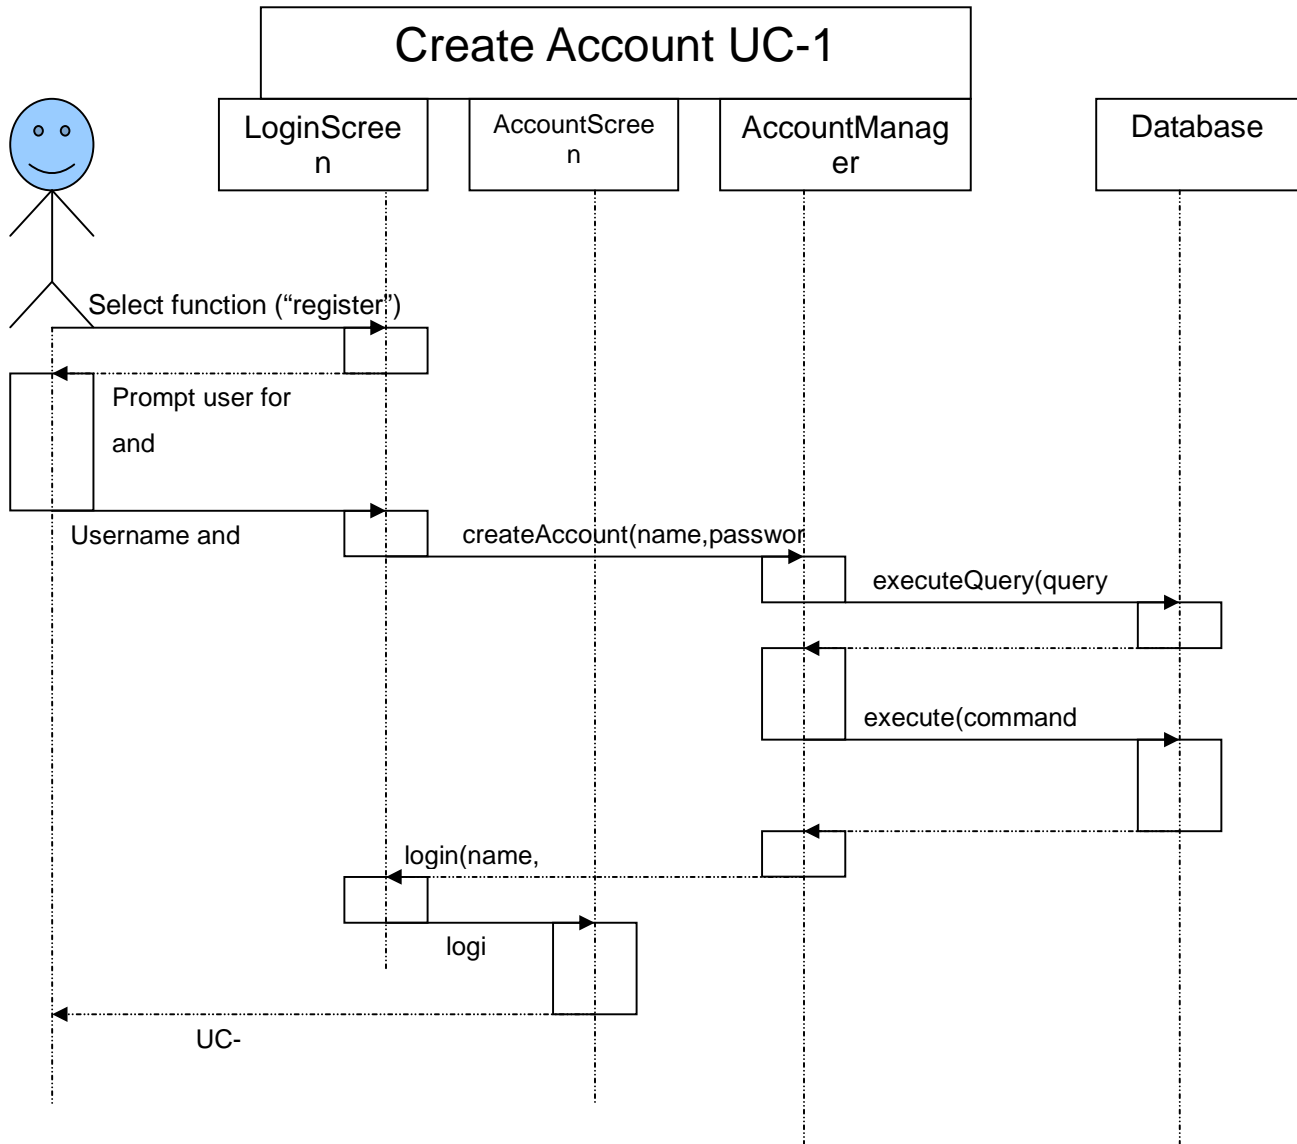 Create Account UC-1
LoginScree
n
AccountScree
n
AccountManag
er
Database
Select function (“register”)
Prompt user for
and
Username and
createAccount(name,passwor
executeQuery(query
execute(command
login(name,
logi
UC-